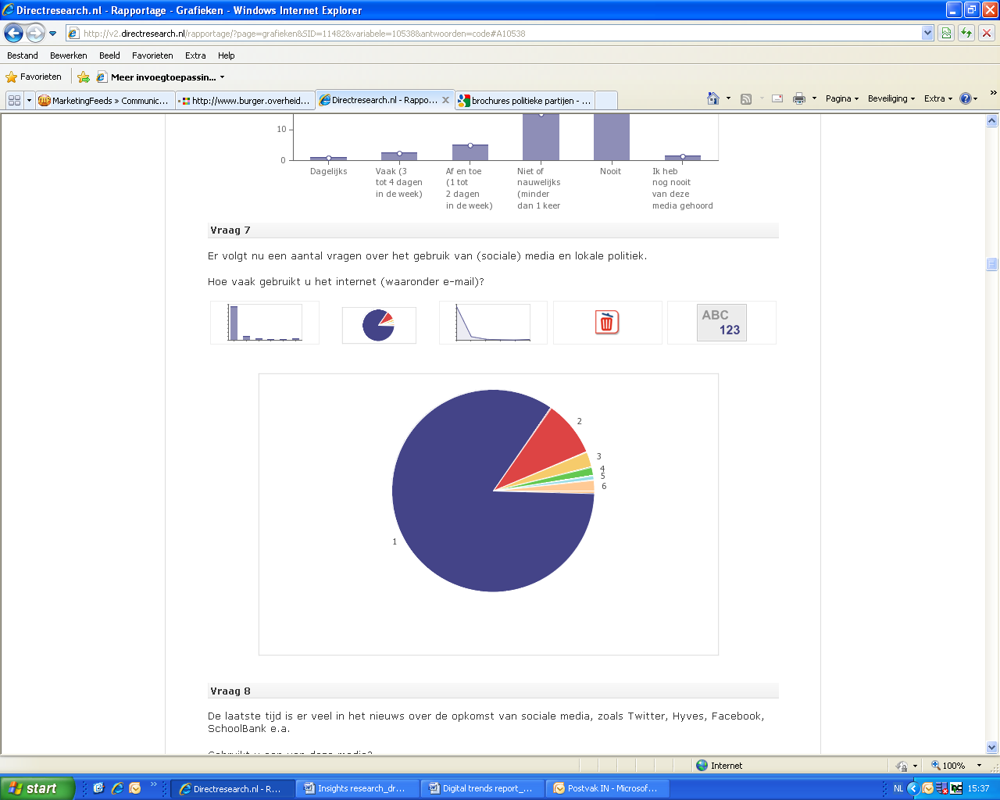 Directresearch.nl - Rapportage - Grafieken - Windows Internet Explorer
http://v2.directresearch.nl/rapportage/?page=grafieken&SID=11482&variabele=10538&antwoorden=code#A10538
Bestand Bewerken Beeld Favorieten Extra Help
Favorieten Meer invoegtoepassin...
MarketingFeeds » Communic... http://www.burger.overheid... Directresearch.nl - Rappo... brochures politieke partijen - ... Pagina Beveiliging Extra »
10
0
Dagelijks Vaak (3 Af en toe Niet of Nooit Ik heb
tot 4 dagen (1 tot nauwelijks nog nooit
in de week) 2 dagen (minder van deze
in de week) dan 1 keer media gehoord
Vraag 7
Er volgt nu een aantal vragen over het gebruik van (sociale) media en lokale politiek.
Hoe vaak gebruikt u het internet (waaronder e-mail)?
ABC
123
2
3
4
5
6
1
Vraag 8
De laatste tijd is er veel in het nieuws over de opkomst van sociale media, zoals Twitter, Hyves, Facebook,
SchoolBank e.a.
Gebruikt u een van deze media?
Internet 100%
start » Directresearch.nl - R... Insights research_dr... Digital trends report_... Postvak IN - Microsof... NL 15:37